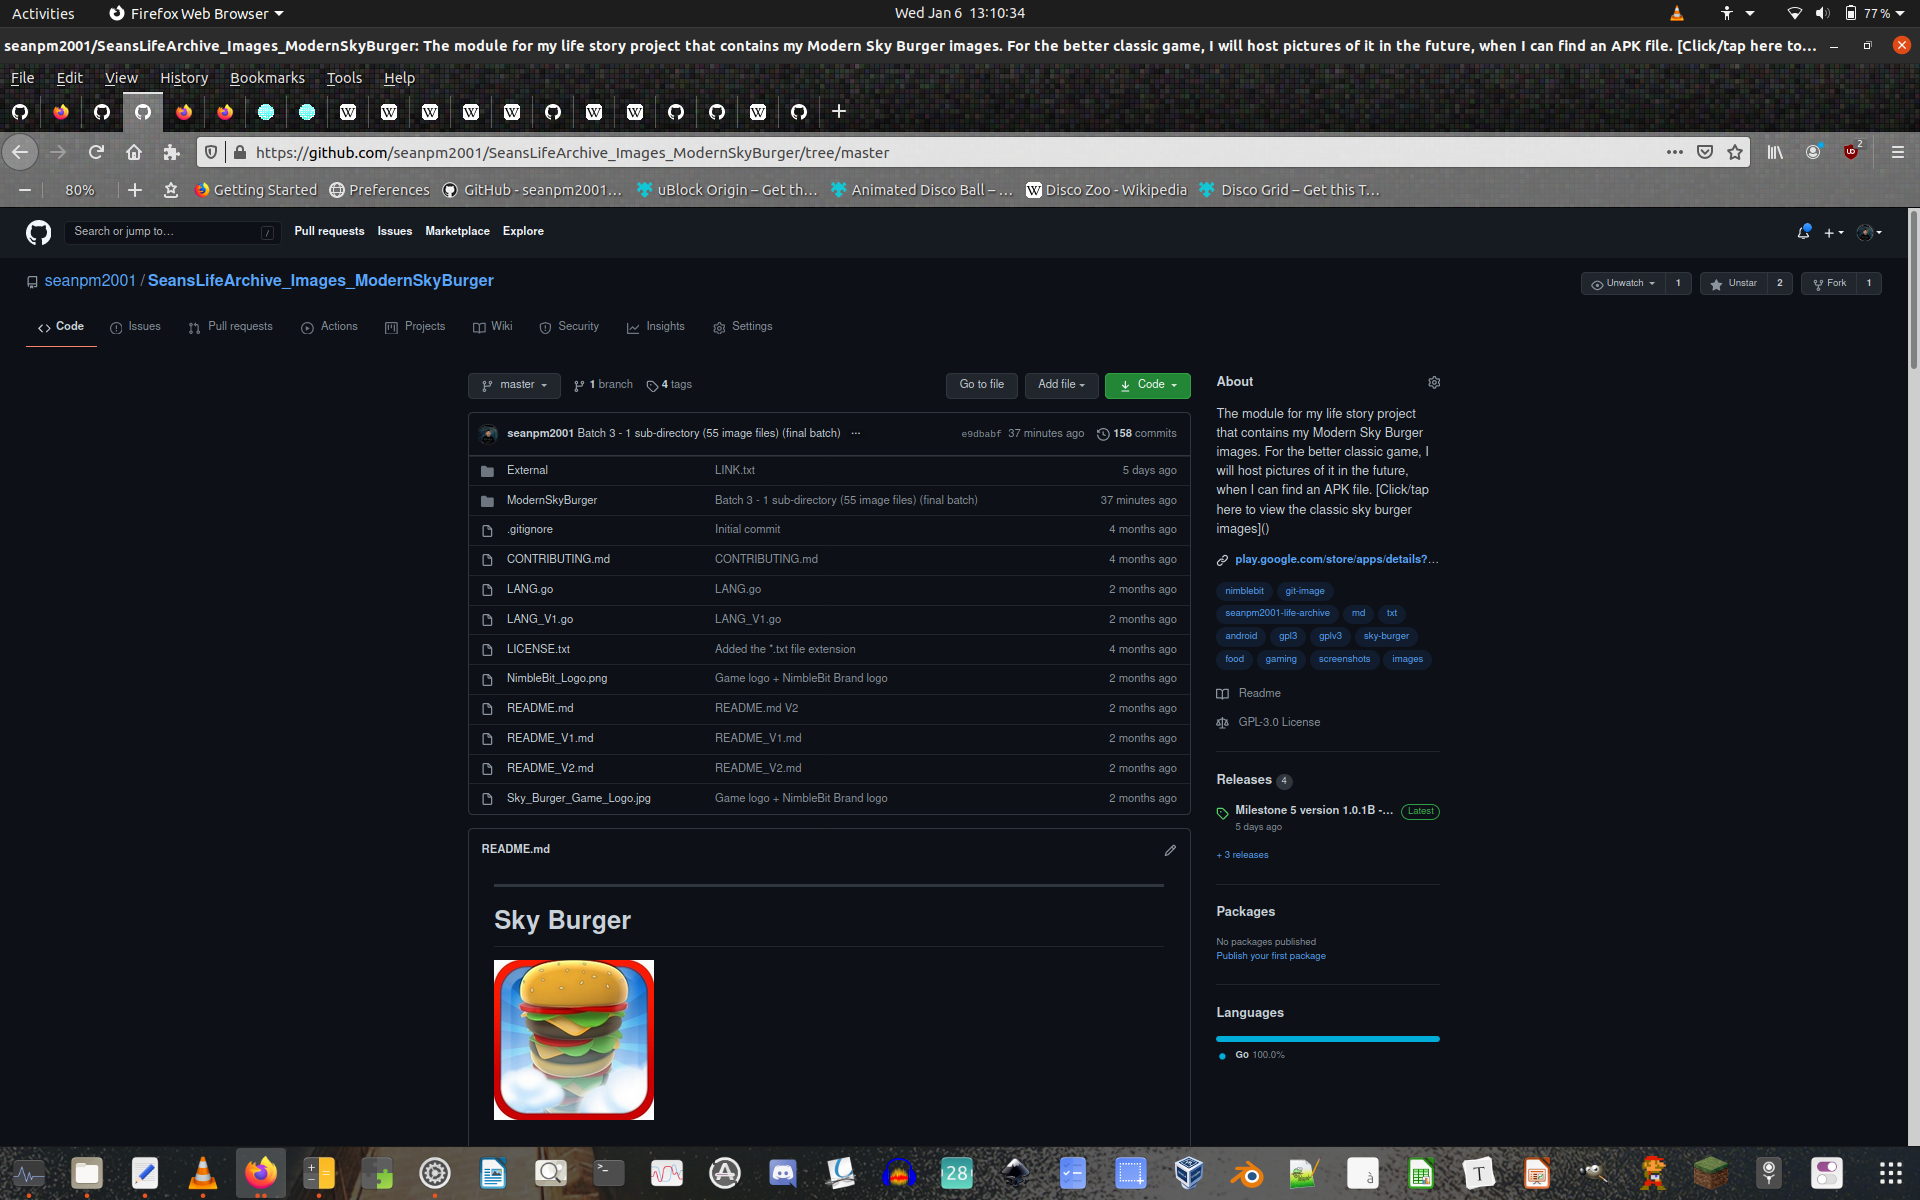 Activities
Firefox Web Browser
Wed Jan 6 13:10:34
77 %
seanpm2001/SeansLifeArchive_Images_ModernSkyBurger: The module for my life story project that contains my Modern Sky Burger images. For the better classic game, I will host pictures of it in the future, when I can find an APK file. [Click/tap here to…
File Edit View History Bookmarks Tools Help
https://github.com/seanpm2001/SeansLifeArchive_Images_ModernSkyBurger/tree/master
2
80%
Getting Started
Preferences
GitHub - seanpm2001…
uBlock Origin – Get th…
Animated Disco Ball – …
Disco Zoo - Wikipedia
Disco Grid – Get this T…
Search or jump to…
/
Pull requests Issues Marketplace Explore
seanpm2001 / SeansLifeArchive_Images_ModernSkyBurger
Unwatch 1
Unstar 2
Fork 1
Code Issues Pull requests Actions Projects Wiki Security Insights Settings
master
1 branch
4 tags
Go to file
Add file
Code
seanpm2001 Batch 3 - 1 sub-directory (55 image files) (final batch) ... e9dbabf 37 minutes ago 158 commits
External LINK.txt 5 days ago
ModernSkyBurger Batch 3 - 1 sub-directory (55 image files) (final batch) 37 minutes ago
.gitignore Initial commit 4 months ago
CONTRIBUTING.md CONTRIBUTING.md 4 months ago
LANG.go LANG.go 2 months ago
LANG_V1.go LANG_V1.go 2 months ago
LICENSE.txt Added the *.txt file extension 4 months ago
NimbleBit_Logo.png Game logo + NimbleBit Brand logo 2 months ago
README.md README.md V2 2 months ago
README_V1.md README_V1.md 2 months ago
README_V2.md README_V2.md 2 months ago
Sky_Burger_Game_Logo.jpg Game logo + NimbleBit Brand logo 2 months ago
README.md
Sky Burger
About
The module for my life story project
that contains my Modern Sky Burger
images. For the better classic game, I
will host pictures of it in the future,
when I can find an APK file. [Click/tap
here to view the classic sky burger
images]()
play.google.com/store/apps/details?…
nimblebit git-image
seanpm2001-life-archive md txt
android gpl3 gplv3 sky-burger
food gaming screenshots images
Readme
GPL-3.0 License
Releases 4
Milestone 5 version 1.0.1B -… Latest
5 days ago
+ 3 releases
Packages
No packages published
Publish your first package
Languages
Go 100.0%
28